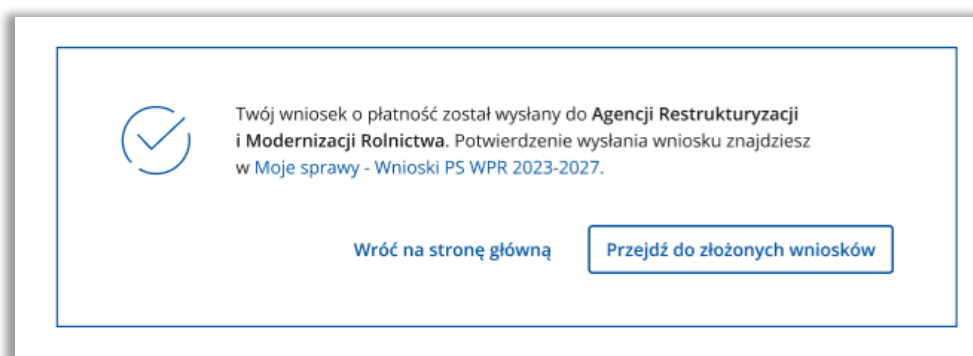 Twój wniosek o płatność został wysłany do Agencji Restrukturyzacji
i Modernizacji Rolnictwa. Potwierdzenie wysłania wniosku znajdziesz
w Moje sprawy - Wnioski PS WPR 2023-2027.
Wróć na stronę główną Przejdź do złożonych wniosków